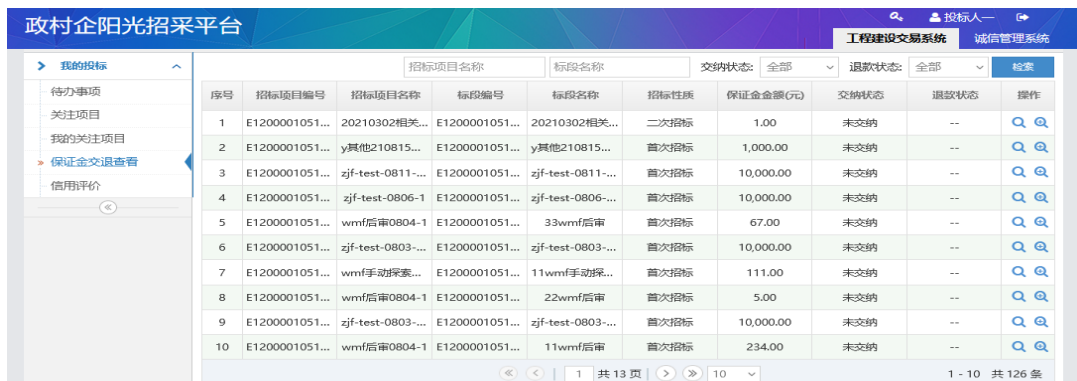 政村企阳光招采平台
投标人一
工程建设交易系统 诚信管理系统
我的投标
待办事项
关注项目
我的关注项目
保证金交退查看
信用评价
招标项目名称 标段名称 交纳状态: 全部 退款状态: 全部 检索
序号 招标项目编号 招标项目名称 标段编号 标段名称 招标性质 保证金金额(元) 交纳状态 退款状态 操作
1 E1200001051... 20210302相关... E1200001051... 20210302相关... 二次招标 1.00 未交纳 --
2 E1200001051... y其他210815... E1200001051... y其他210815... 首次招标 1,000.00 未交纳 --
3 E1200001051... zjf-test-0811-... E1200001051... zjf-test-0811-... 首次招标 10,000.00 未交纳 --
4 E1200001051... zjf-test-0806-1 E1200001051... zjf-test-0806-... 首次招标 10,000.00 未交纳 --
5 E1200001051... wmf后审0804-1 E1200001051... 33wmf后审 首次招标 67.00 未交纳 --
6 E1200001051... zjf-test-0803-... E1200001051... zjf-test-0803-... 首次招标 10,000.00 未交纳 --
7 E1200001051... wmf手动探索... E1200001051... 11wmf手动探... 首次招标 111.00 未交纳 --
8 E1200001051... wmf后审0804-1 E1200001051... 22wmf后审 首次招标 5.00 未交纳 --
9 E1200001051... zjf-test-0803-... E1200001051... zjf-test-0803-... 首次招标 10,000.00 未交纳 --
10 E1200001051... wmf后审0804-1 E1200001051... 11wmf后审 首次招标 234.00 未交纳 --
1 共 13 页 10 1 - 10 共 126 条